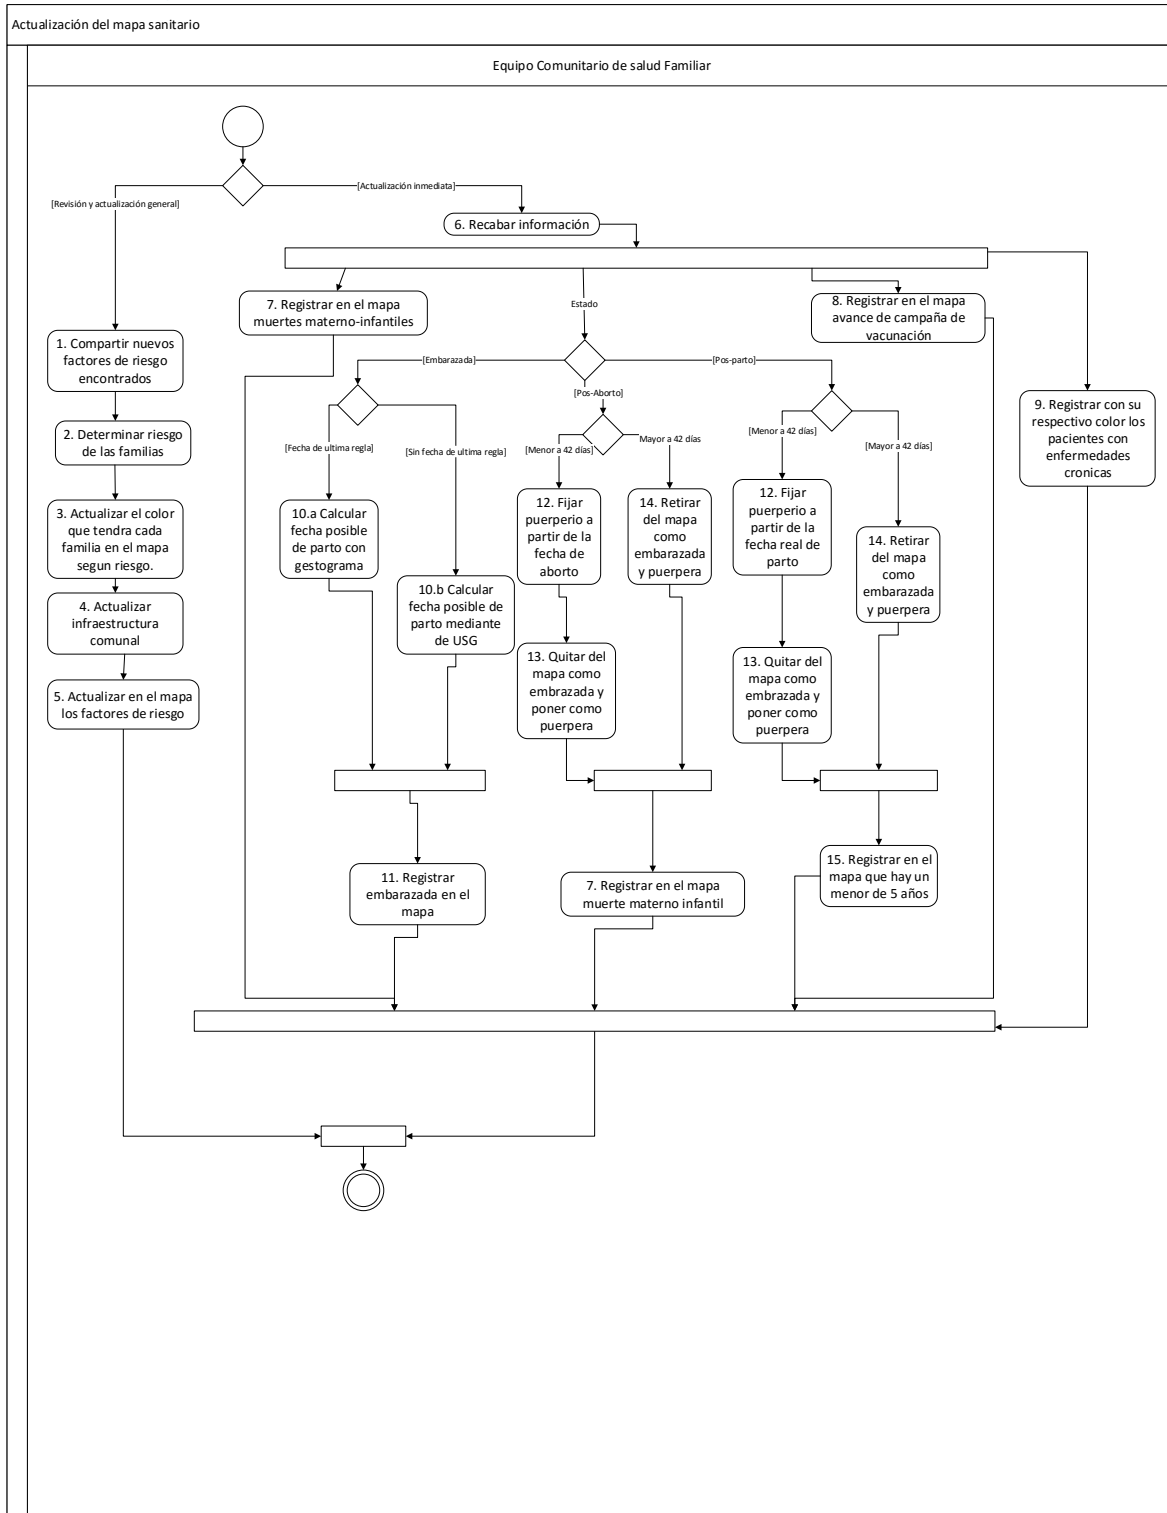 Actualización del mapa sanitario
Equipo Comunitario de salud Familiar
[Actualización inmediata]
[Revisión y actualización general]
6. Recabar información
7. Registrar en el mapa
muertes materno-infantiles
Estado
8. Registrar en el mapa
avance de campaña de
vacunación
1. Compartir nuevos
factores de riesgo
encontrados
[Embarazada]
[Pos-parto]
[Pos-Aborto]
9. Registrar con su
respectivo color los
pacientes con
enfermedades
cronicas
2. Determinar riesgo
de las familias
[Fecha de ultima regla]
[Sin fecha de ultima regla]
[Menor a 42 días]
Mayor a 42 días
[Menor a 42 días]
[Mayor a 42 días]
3. Actualizar el color
que tendra cada
familia en el mapa
segun riesgo.
10.a Calcular
fecha posible
de parto con
gestograma
12. Fijar
puerperio a
partir de la
fecha de
aborto
14. Retirar
del mapa
como
embarazada
y puerpera
12. Fijar
puerperio a
partir de la
fecha real de
parto
14. Retirar
del mapa
como
embarazada
y puerpera
4. Actualizar
infraestructura
comunal
10.b Calcular
fecha posible de
parto mediante
de USG
13. Quitar del
mapa como
embrazada y
poner como
puerpera
13. Quitar del
mapa como
embrazada y
poner como
puerpera
5. Actualizar en el mapa
los factores de riesgo
11. Registrar
embarazada en el
mapa
7. Registrar en el mapa
muerte materno infantil
15. Registrar en el
mapa que hay un
menor de 5 años